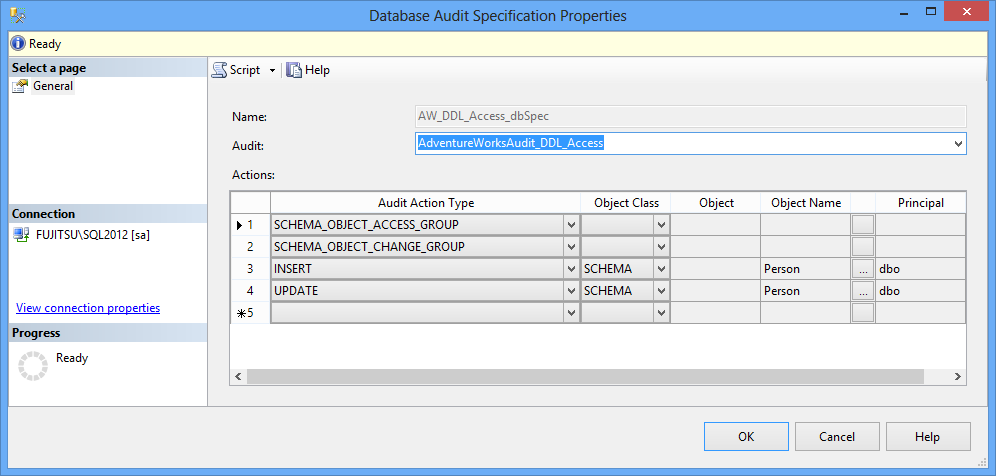 Database Audit Specification Properties
Ready
Select a page
General
Connection
FUJITSU\SQL2012 [sa]
View connection properties
Progress
Ready
Script Help
Name: AW_DDL_Access_dbSpec
Audit: AdventureWorksAudit_DDL_Access
Actions:
Audit Action Type Object Class Object Object Name Principal
1 SCHEMA_OBJECT_ACCESS_GROUP
2 SCHEMA_OBJECT_CHANGE_GROUP
3 INSERT SCHEMA Person ... dbo
4 UPDATE SCHEMA Person ... dbo
*5
OK Cancel Help